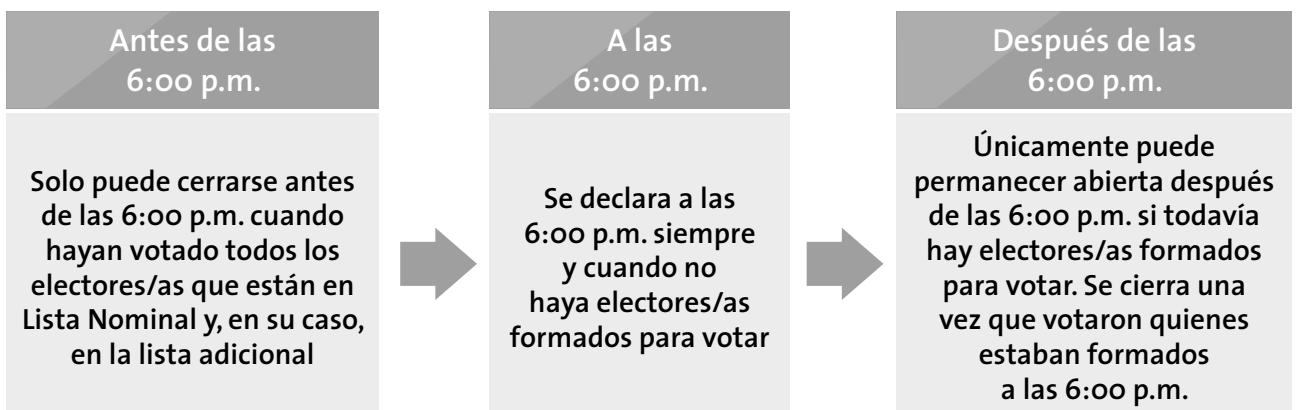 Antes de las
6:00 p.m.
Solo puede cerrarse antes
de las 6:00 p.m. cuando
hayan votado todos los
electores/as que están en
Lista Nominal y, en su caso,
en la lista adicional
A las
6:00 p.m.
Se declara a las
6:00 p.m. siempre
y cuando no
haya electores/as
formados para votar
Después de las
6:00 p.m.
Únicamente puede
permanecer abierta después
de las 6:00 p.m. si todavía
hay electores/as formados
para votar. Se cierra una
vez que votaron quienes
estaban formados
a las 6:00 p.m.